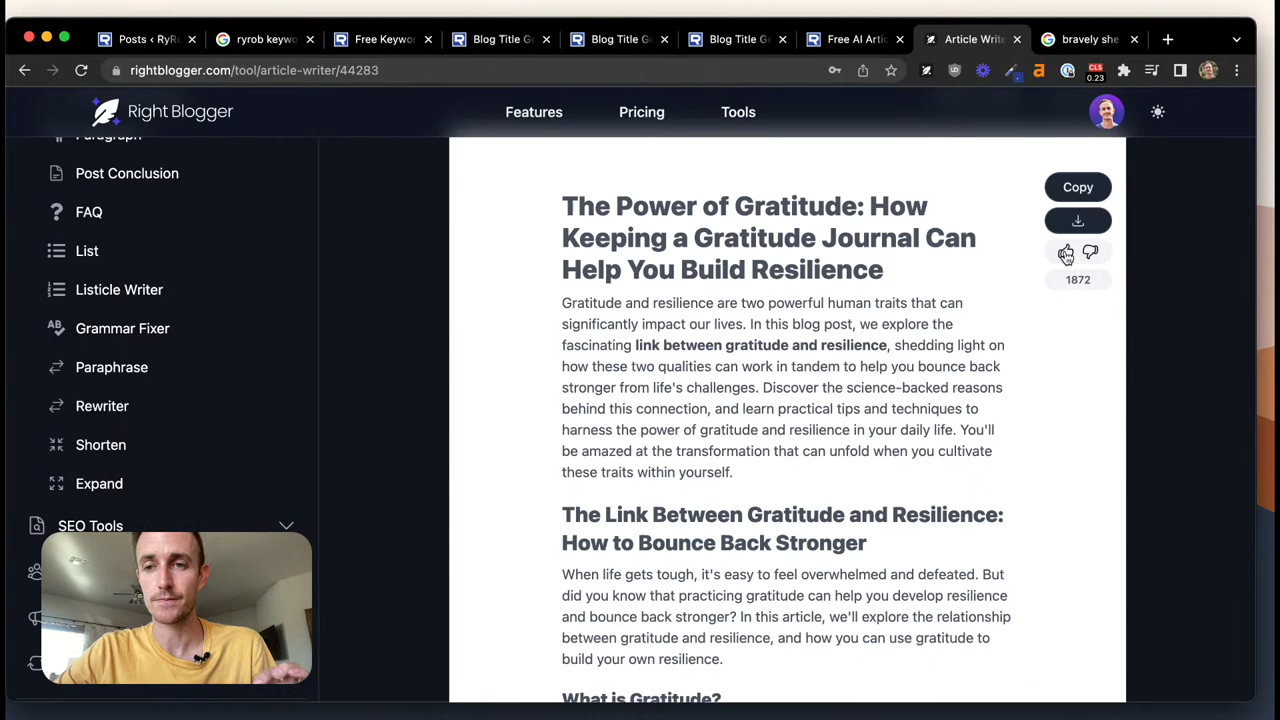 Posts ‹ RyR
ryrob keywo
Free Keywor
Blog Title Ge
Blog Title Ge
Blog Title Ge
Free AI Artic
Article Write
bravely she
rightblogger.com/tool/article-writer/44283
CLS
0.23
Right Blogger
Features
Pricing
Tools
Paragraph
Post Conclusion
FAQ
List
Listicle Writer
Grammar Fixer
Paraphrase
Rewriter
Shorten
Expand
SEO Tools
Copy
1872
The Power of Gratitude: How
Keeping a Gratitude Journal Can
Help You Build Resilience
Gratitude and resilience are two powerful human traits that can
significantly impact our lives. In this blog post, we explore the
fascinating link between gratitude and resilience, shedding light on
how these two qualities can work in tandem to help you bounce back
stronger from life's challenges. Discover the science-backed reasons
behind this connection, and learn practical tips and techniques to
harness the power of gratitude and resilience in your daily life. You'll
be amazed at the transformation that can unfold when you cultivate
these traits within yourself.
The Link Between Gratitude and Resilience:
How to Bounce Back Stronger
When life gets tough, it's easy to feel overwhelmed and defeated. But
did you know that practicing gratitude can help you develop resilience
and bounce back stronger? In this article, we'll explore the relationship
between gratitude and resilience, and how you can use gratitude to
build your own resilience.
What is Gratitude?